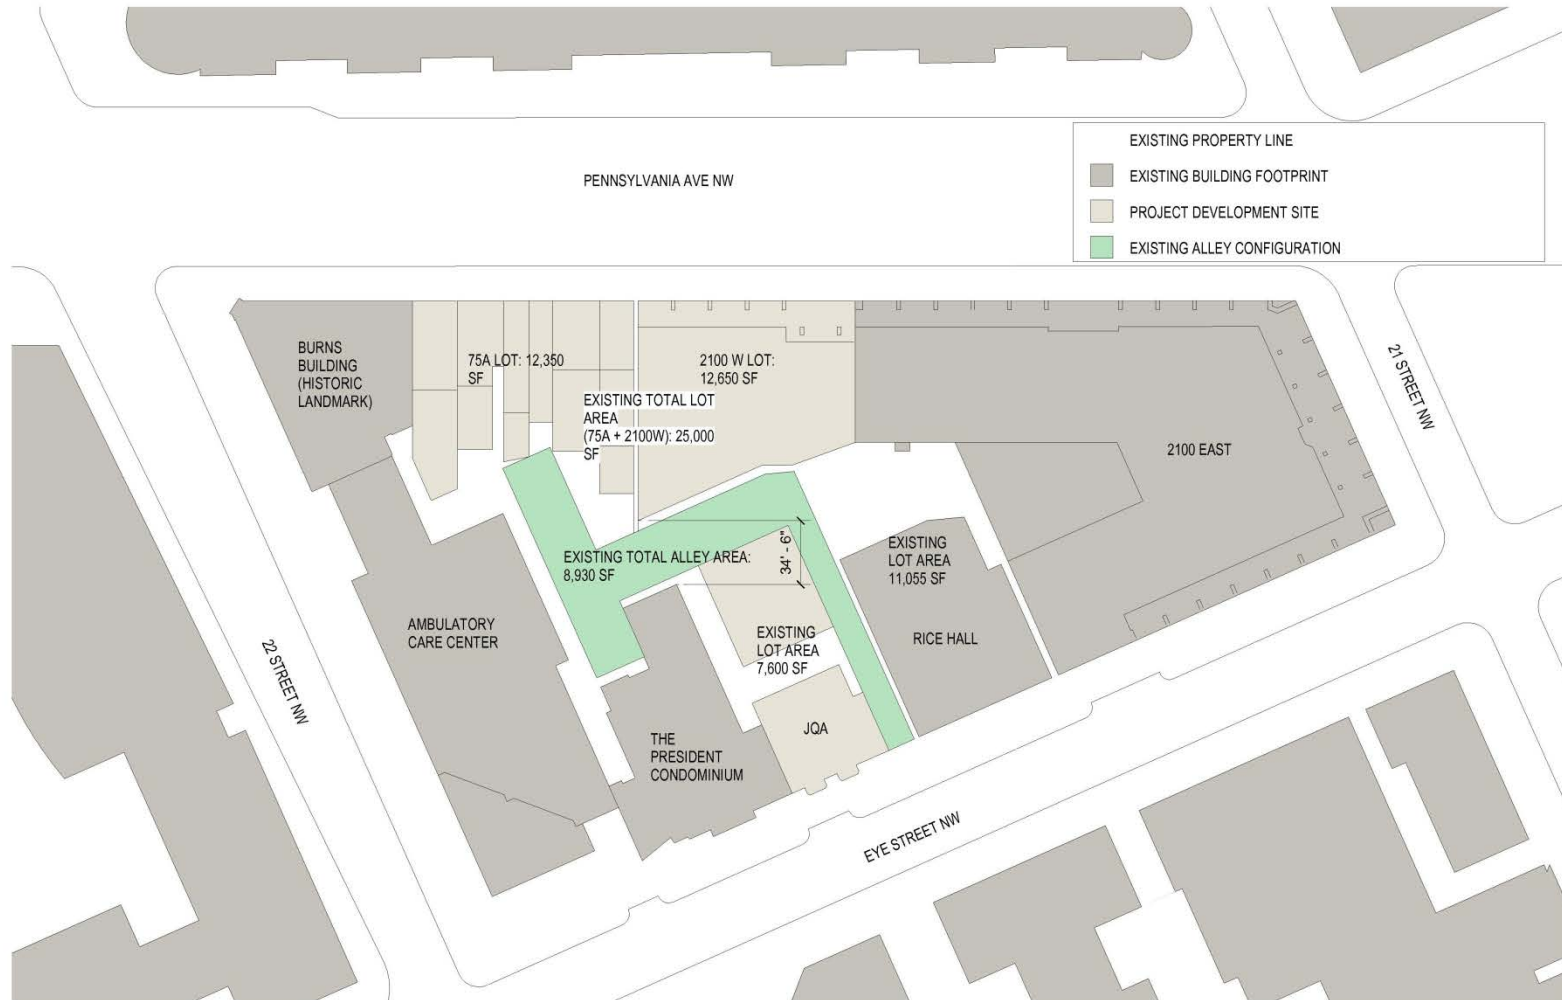 EXISTING PROPERTY LINE
EXISTING BUILDING FOOTPRINT
PROJECT DEVELOPMENT SITE
EXISTING ALLEY CONFIGURATION
PENNSYLVANIA AVE NW
BURNS
BUILDING
(HISTORIC
LANDMARK)
75A LOT: 12,350
SF
2100 W LOT:
12,650 SF
EXISTING TOTAL LOT
AREA
(75A + 2100W): 25,000
SF
21 STREET NW
2100 EAST
EXISTING TOTAL ALLEY AREA:
8,930 SF
34' - 6"
EXISTING
LOT AREA
11,055 SF
RICE HALL
AMBULATORY
CARE CENTER
EXISTING
LOT AREA
7,600 SF
22 STREET NW
JQA
THE
PRESIDENT
CONDOMINIUM
EYE STREET NW